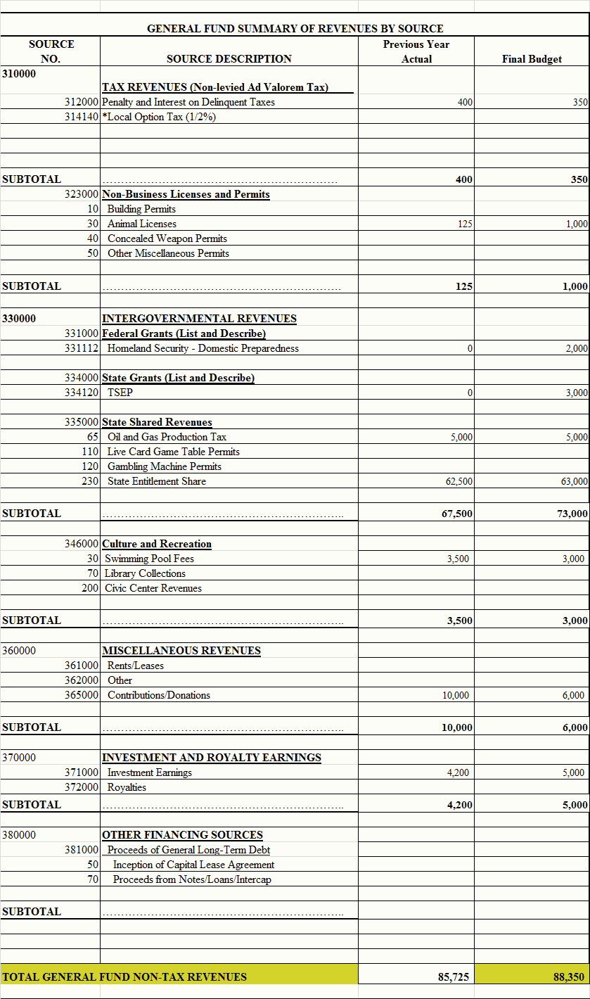 GENERAL FUND SUMMARY OF REVENUES BY SOURCE
SOURCE NO. SOURCE DESCRIPTION Previous Year Actual Final Budget
310000
TAX REVENUES (Non-levied Ad Valorem Tax)
312000 Penalty and Interest on Delinquent Taxes 400 350
314140 *Local Option Tax (1/2%)
SUBTOTAL ……………………………………………………… 400 350
323000 Non-Business Licenses and Permits
10 Building Permits
30 Animal Licenses 125 1,000
40 Concealed Weapon Permits
50 Other Miscellaneous Permits
SUBTOTAL ……………………………………………………… 125 1,000
330000 INTERGOVERNMENTAL REVENUES
331000 Federal Grants (List and Describe)
331112 Homeland Security - Domestic Preparedness 0 2,000
334000 State Grants (List and Describe)
334120 TSEP 0 3,000
335000 State Shared Revenues
65 Oil and Gas Production Tax 5,000 5,000
110 Live Card Game Table Permits
120 Gambling Machine Permits
230 State Entitlement Share 62,500 63,000
SUBTOTAL ……………………………………………………… 67,500 73,000
346000 Culture and Recreation
30 Swimming Pool Fees 3,500 3,000
70 Library Collections
200 Civic Center Revenues
SUBTOTAL ……………………………………………………… 3,500 3,000
360000 MISCELLANEOUS REVENUES
361000 Rents/Leases
362000 Other
365000 Contributions/Donations 10,000 6,000
SUBTOTAL ……………………………………………………… 10,000 6,000
370000 INVESTMENT AND ROYALTY EARNINGS
371000 Investment Earnings 4,200 5,000
372000 Royalties
SUBTOTAL ……………………………………………………… 4,200 5,000
380000 OTHER FINANCING SOURCES
381000 Proceeds of General Long-Term Debt
50 Inception of Capital Lease Agreement
70 Proceeds from Notes/Loans/Intercap
SUBTOTAL ………………………………………………………
TOTAL GENERAL FUND NON-TAX REVENUES 85,725 88,350